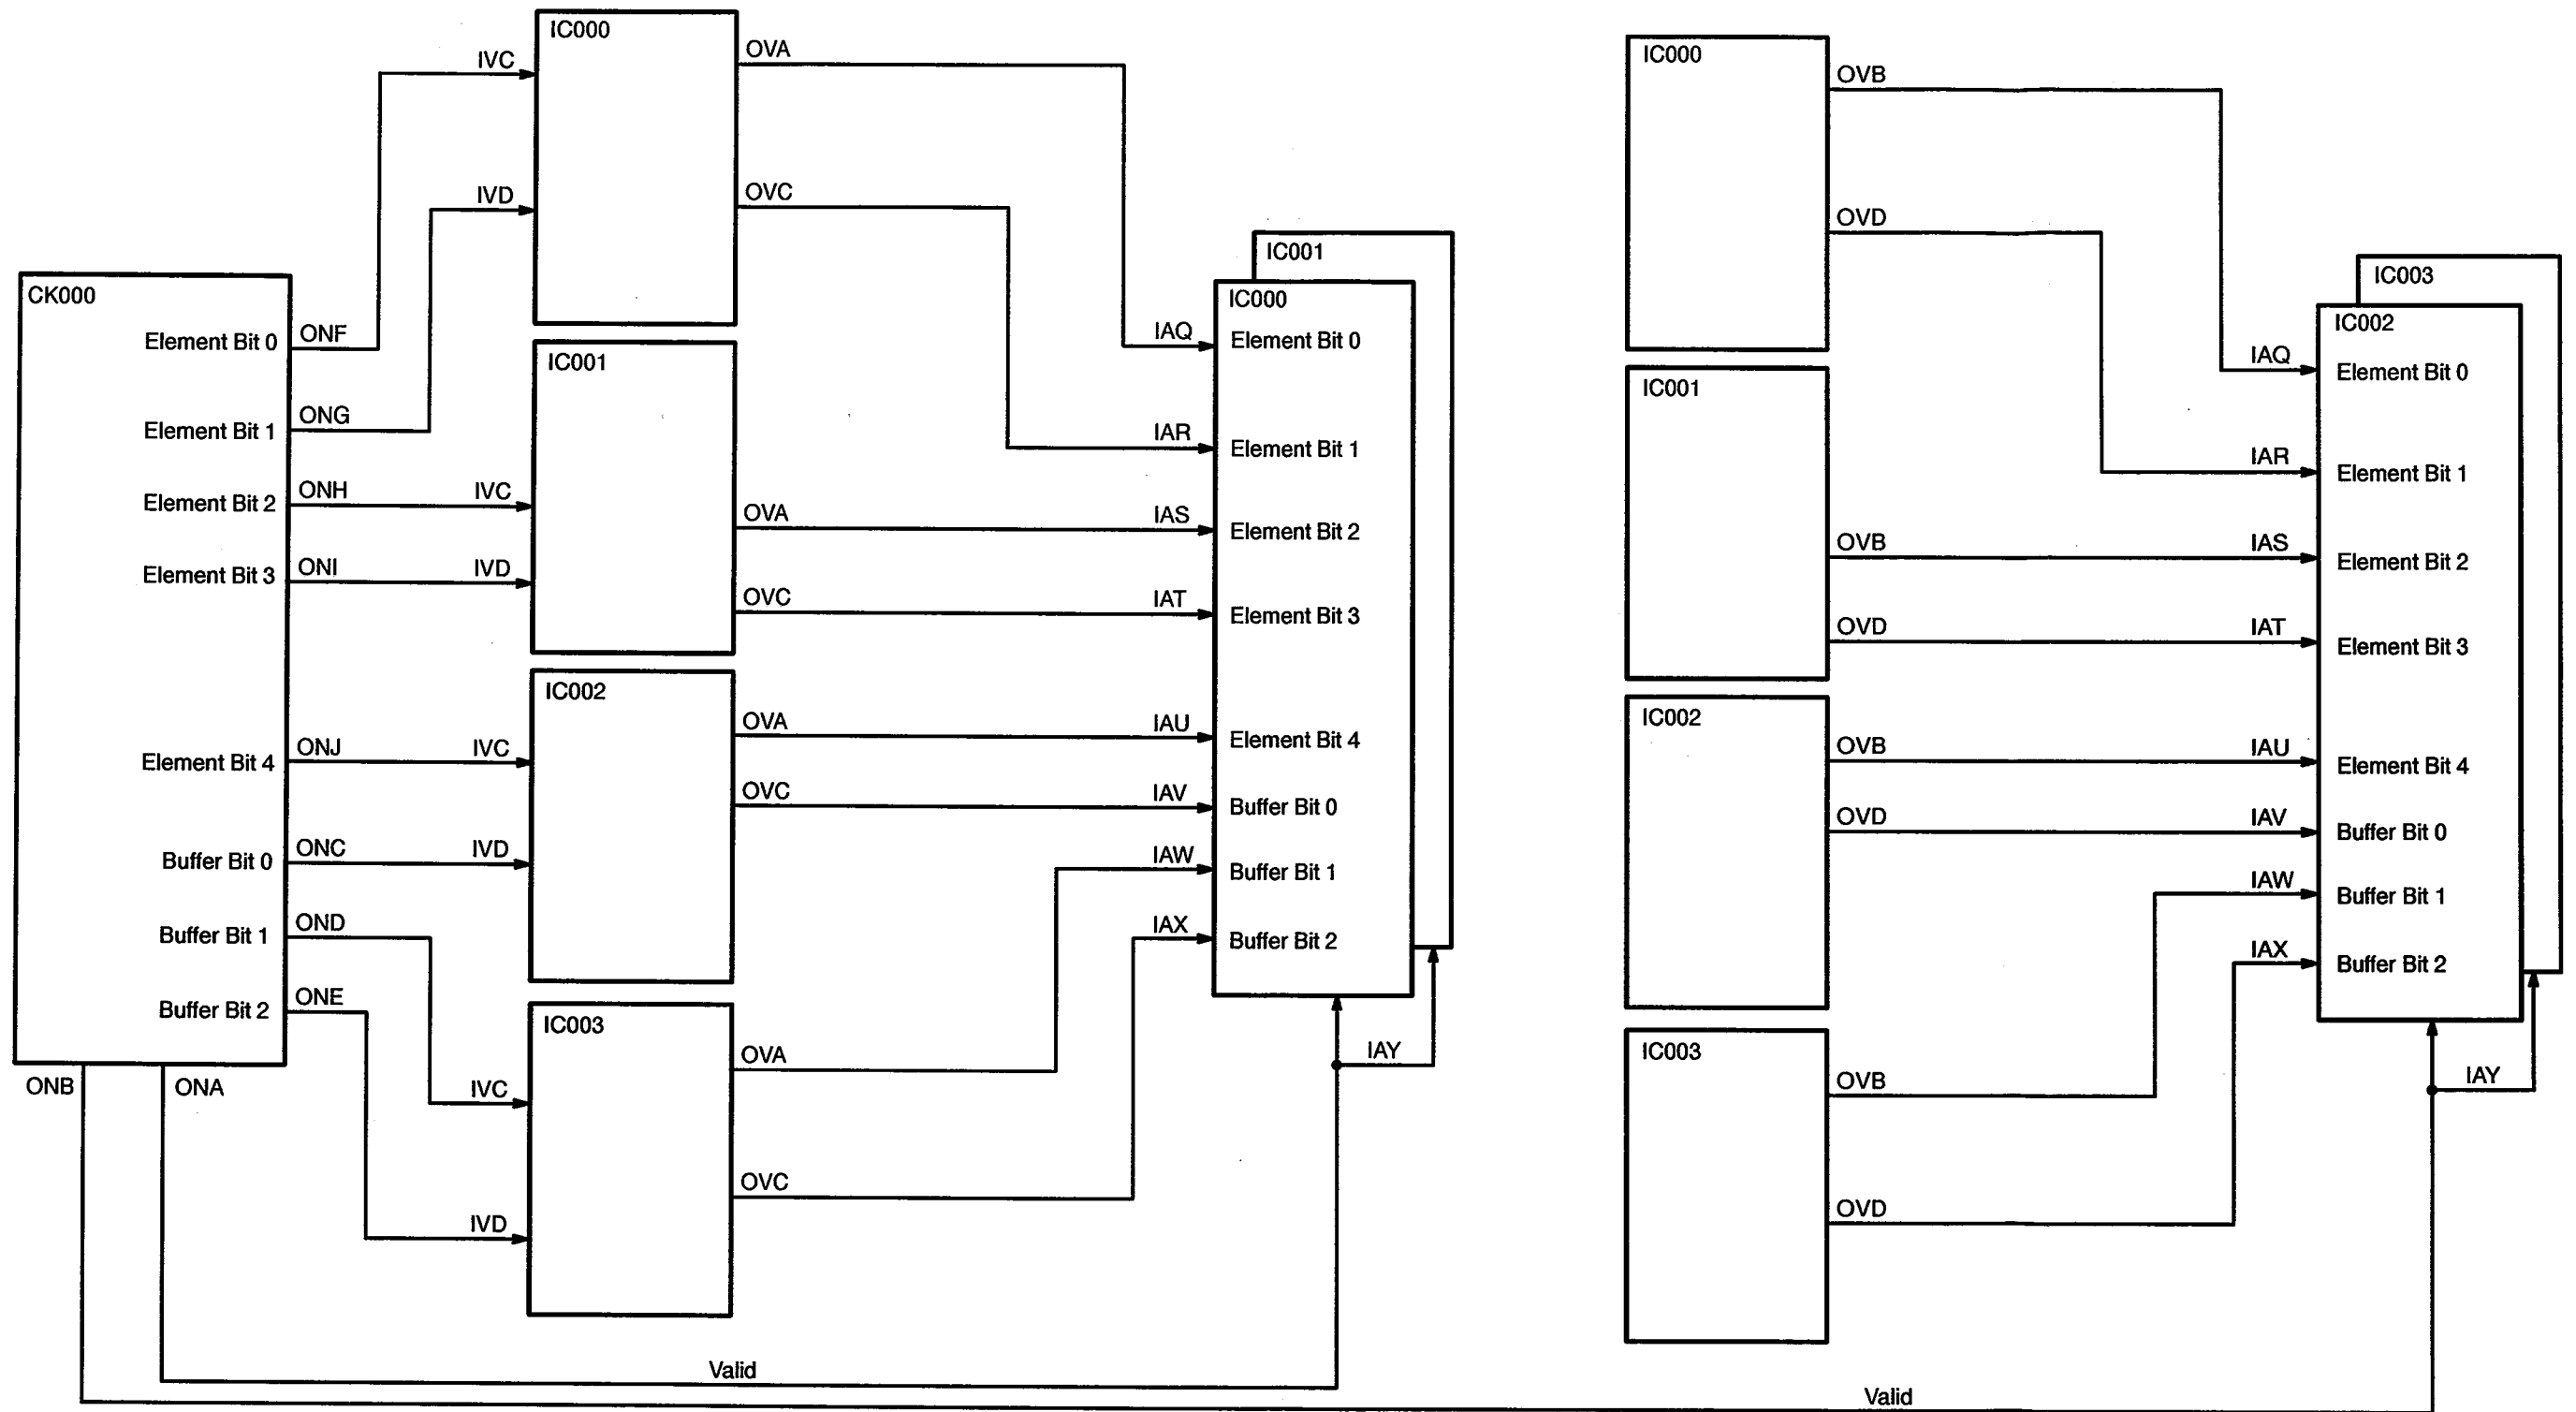 CK000
Element Bit 0
Element Bit 1
Element Bit 2
Element Bit 3
Element Bit 4
Buffer Bit 0
Buffer Bit 1
Buffer Bit 2
ONF
ONG
ONH
ONI
ONJ
ONC
OND
ONE
ONB
ONA
IVC
IVD
IVC
IVD
IVC
IVD
IVC
IVD
IC000
IC001
IC002
IC003
OVA
OVC
OVA
OVC
OVA
OVC
OVA
OVC
IAQ
IAR
IAS
IAT
IAU
IAV
IAW
IAX
IC001
IC000
Element Bit 0
Element Bit 1
Element Bit 2
Element Bit 3
Element Bit 4
Buffer Bit 0
Buffer Bit 1
Buffer Bit 2
IAY
Valid
IC000
IC001
IC002
IC003
OVB
OVD
OVB
OVD
OVB
OVD
OVB
OVD
IAQ
IAR
IAS
IAT
IAU
IAV
IAW
IAX
IC003
IC002
Element Bit 0
Element Bit 1
Element Bit 2
Element Bit 3
Element Bit 4
Buffer Bit 0
Buffer Bit 1
Buffer Bit 2
IAY
Valid